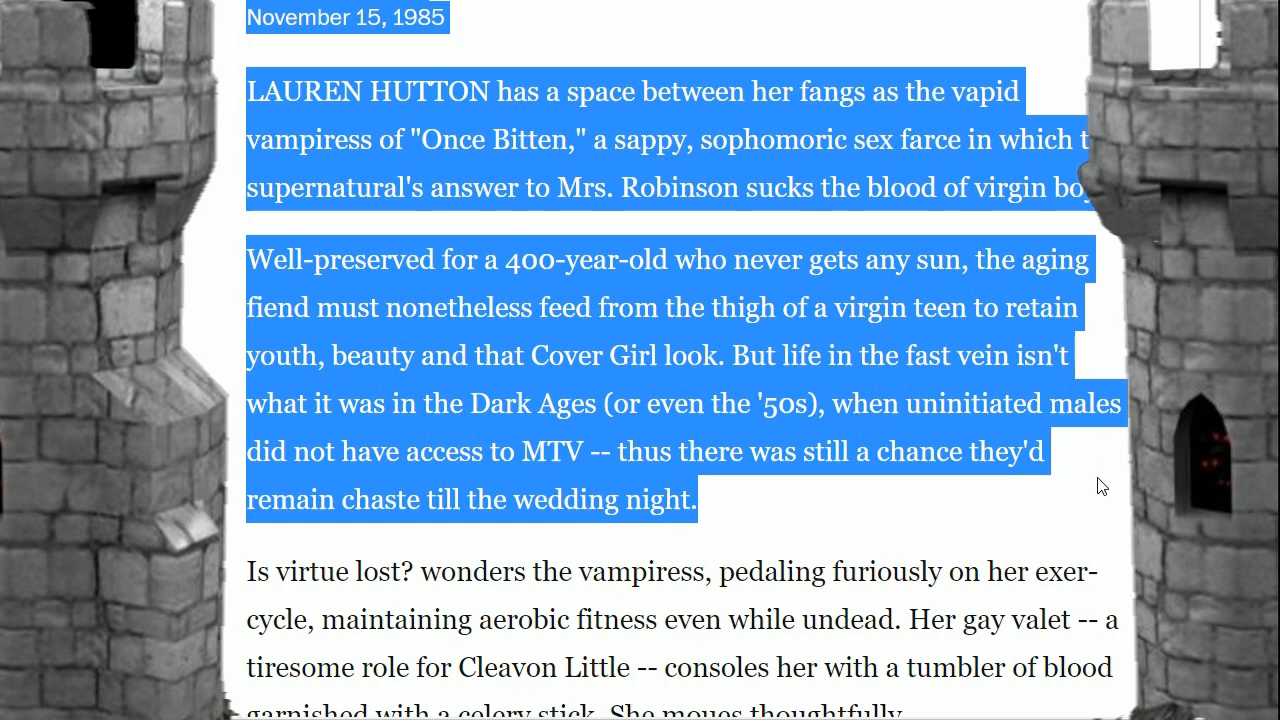 November 15, 1985
LAUREN HUTTON has a space between her fangs as the vapid
vampiress of "Once Bitten," a sappy, sophomoric sex farce in which
supernatural's answer to Mrs. Robinson sucks the blood of virgin
Well-preserved for a 400-year-old who never gets any sun, the aging
fiend must nonetheless feed from the thigh of a virgin teen to retain
youth, beauty and that Cover Girl look. But life in the fast vein isn't
what it was in the Dark Ages (or even the '50s), when uninitiated males
did not have access to MTV -- thus there was still a chance they'd
remain chaste till the wedding night.
Is virtue lost? wonders the vampiress, pedaling furiously on her exer-
cycle, maintaining aerobic fitness even while undead. Her gay valet -- a
tiresome role for Cleavon Little -- consoles her with a tumbler of blood
garnished with a celery stick. She moues thoughtfully